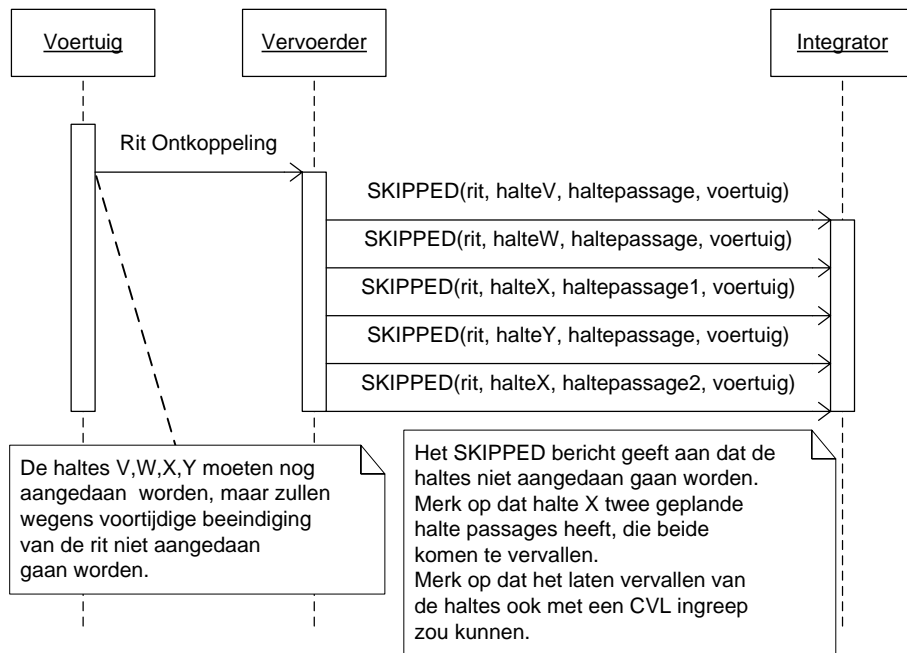 Voertuig
Vervoerder
Integrator
Rit Ontkoppeling
SKIPPED(rit, halteV, haltepassage, voertuig)
SKIPPED(rit, halteW, haltepassage, voertuig)
SKIPPED(rit, halteX, haltepassage1, voertuig)
SKIPPED(rit, halteY, haltepassage, voertuig)
SKIPPED(rit, halteX, haltepassage2, voertuig)
De haltes V,W,X,Y moeten nog
aangedaan worden, maar zullen
wegens voortijdige beeindiging
van de rit niet aangedaan
gaan worden.
Het SKIPPED bericht geeft aan dat de
haltes niet aangedaan gaan worden.
Merk op dat halte X twee geplande
halte passages heeft, die beide
komen te vervallen.
Merk op dat het laten vervallen van
de haltes ook met een CVL ingreep
zou kunnen.